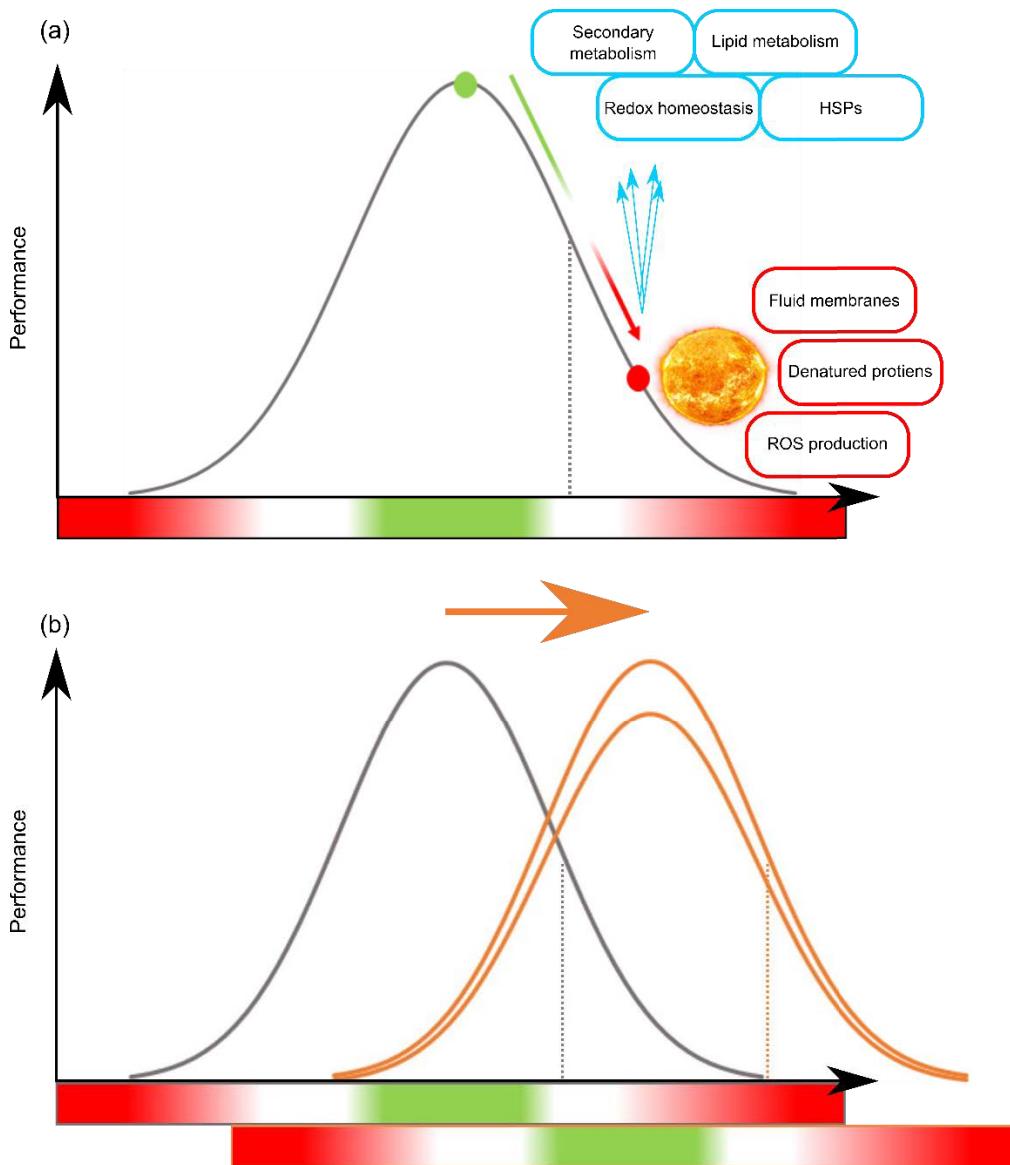 (a)
Secondary
metabolism
Lipid metabolism
Redox homeostasis
HSPs
Performance
Fluid membranes
Denatured protiens
ROS production
(b)
Performance